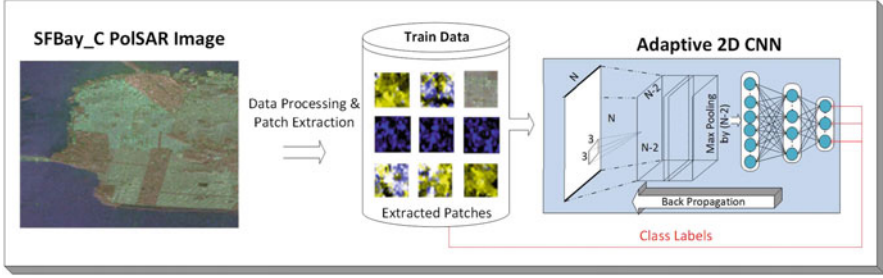 SFBay_C PolSAR Image
Data Processing &
Patch Extraction
Train Data
Extracted Patches
Adaptive 2D CNN
N
N
3
3
N-2
N-2
Max Pooling
by (N-2)
Back Propagation
Class Labels